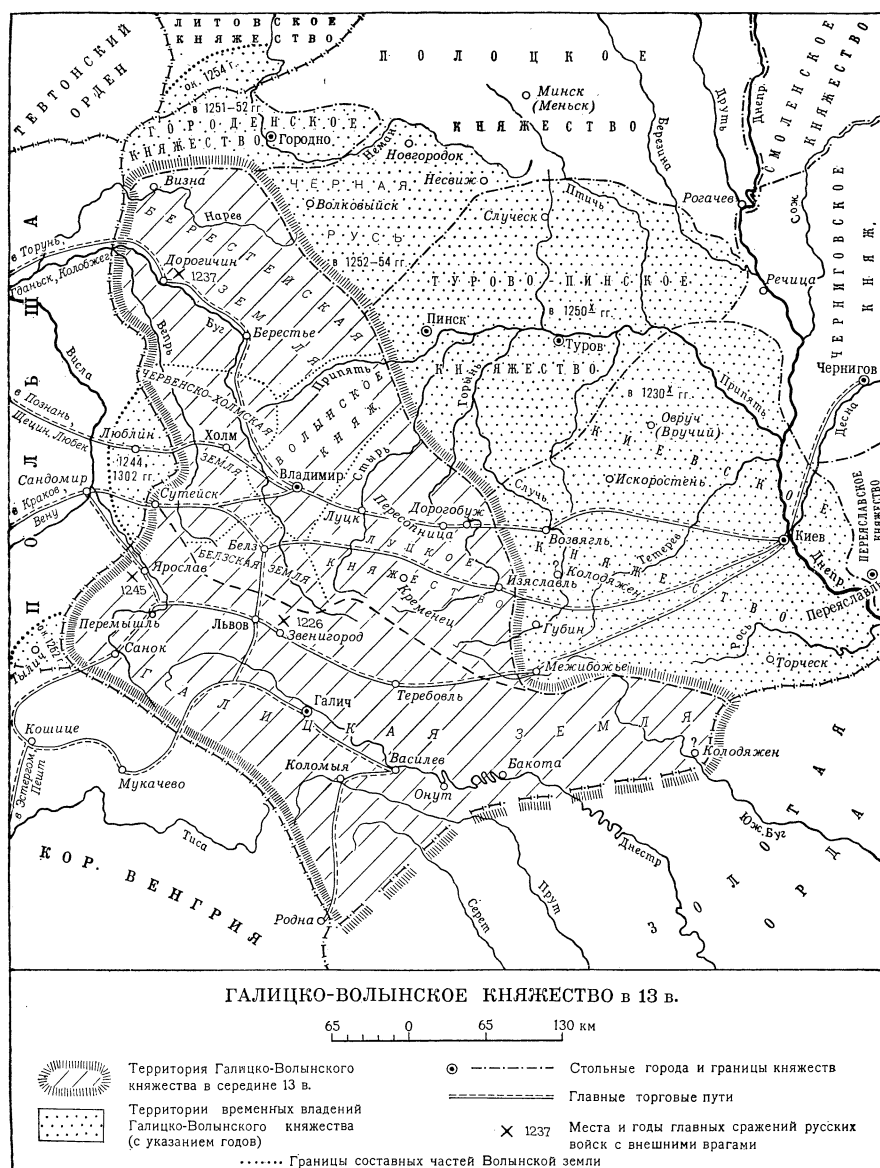 ТЕВТОНСКИЙ
ОРДЕН
ЛИТОВСКОЕ
КНЯЖЕСТВО
ок. 1254 г.
в 1251–52 гг.
ГОРОДЕНСКОЕ
КНЯЖЕСТВО
Городно
ПОЛОЦКОЕ
КНЯЖЕСТВО
Минск
(Меньск)
СМОЛЕНСКОЕ
КНЯЖЕСТВО
Березина
Друть
Днепр
Неман
Новгородок
Несвиж
ЧЕРНАЯ
РУСЬ
в 1252–54 гг.
Волковыйск
Случеск
Птичь
Рогачев
Сож
ЧЕРНИГОВСКОЕ
КНЯЖ.
Речица
Визна
Нарев
БЕРЕСТЕЙСКАЯ
ЗЕМЛЯ
в Торунь,
Гданьск, Колобжег
Дорогичин
1237
Буг
Берестье
Вепрь
Висла
ПОЛЬША
ТУРОВО-ПИНСКОЕ
КНЯЖЕСТВО
в 1250х гг.
Пинск
Туров
Припять
Горынь
Припять
Чернигов
Десна
в 1230х гг.
Овруч
(Вручий)
Искоростень
КИЕВСКОЕ
КНЯЖЕСТВО
ЧЕРВЕНСКО-ХОЛМСКАЯ
ЗЕМЛЯ
ВОЛЫНСКОЕ
КНЯЖ.
в Познань,
Щецин, Любек
Люблин
1244,
1302 гг.
Холм
Владимир
Стырь
Сандомир
в Краков,
Вену
Сутейск
Луцк
Пересопница
Дорогобуж
Случь
Возвягль
Тетерев
Киев
Днепр
ПЕРЕЯСЛАВСКОЕ
КНЯЖЕСТВО
Переяславль
Белз
БЕЛЗСКАЯ ЗЕМЛЯ
ЛУЦКОЕ
КНЯЖЕСТВО
Кременец
Изяславль
Колодяжен
Ярослав
1245
Перемышль
Львов
1226
Звенигород
Губин
Рось
Торческ
Межибожье
ок. 1262 г.
Тылич
Санок
Теребовль
ГАЛИЦКАЯ ЗЕМЛЯ
Галич
?
Колодяжен
Кошице
в Эстергом,
Пешт
Мукачево
Коломыя
Василев
Онут
Бакота
Юж. Буг
Тиса
КОР. ВЕНГРИЯ
Днестр
ЗОЛОТАЯ
ОРДА
Родна
Серет
Прут
ГАЛИЦКО-ВОЛЫНСКОЕ КНЯЖЕСТВО в 13 в.
65 0 65 130 км
Территория Галицко-Волынского
княжества в середине 13 в.
Территории временных владений
Галицко-Волынского княжества
(с указанием годов)
Стольные города и границы княжеств
Главные торговые пути
1237 Места и годы главных сражений русских
войск с внешними врагами
Границы составных частей Волынской земли